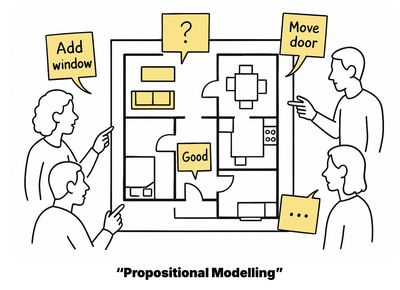 ?
Add
window
Move
door
Good
...
“Propositional Modelling”